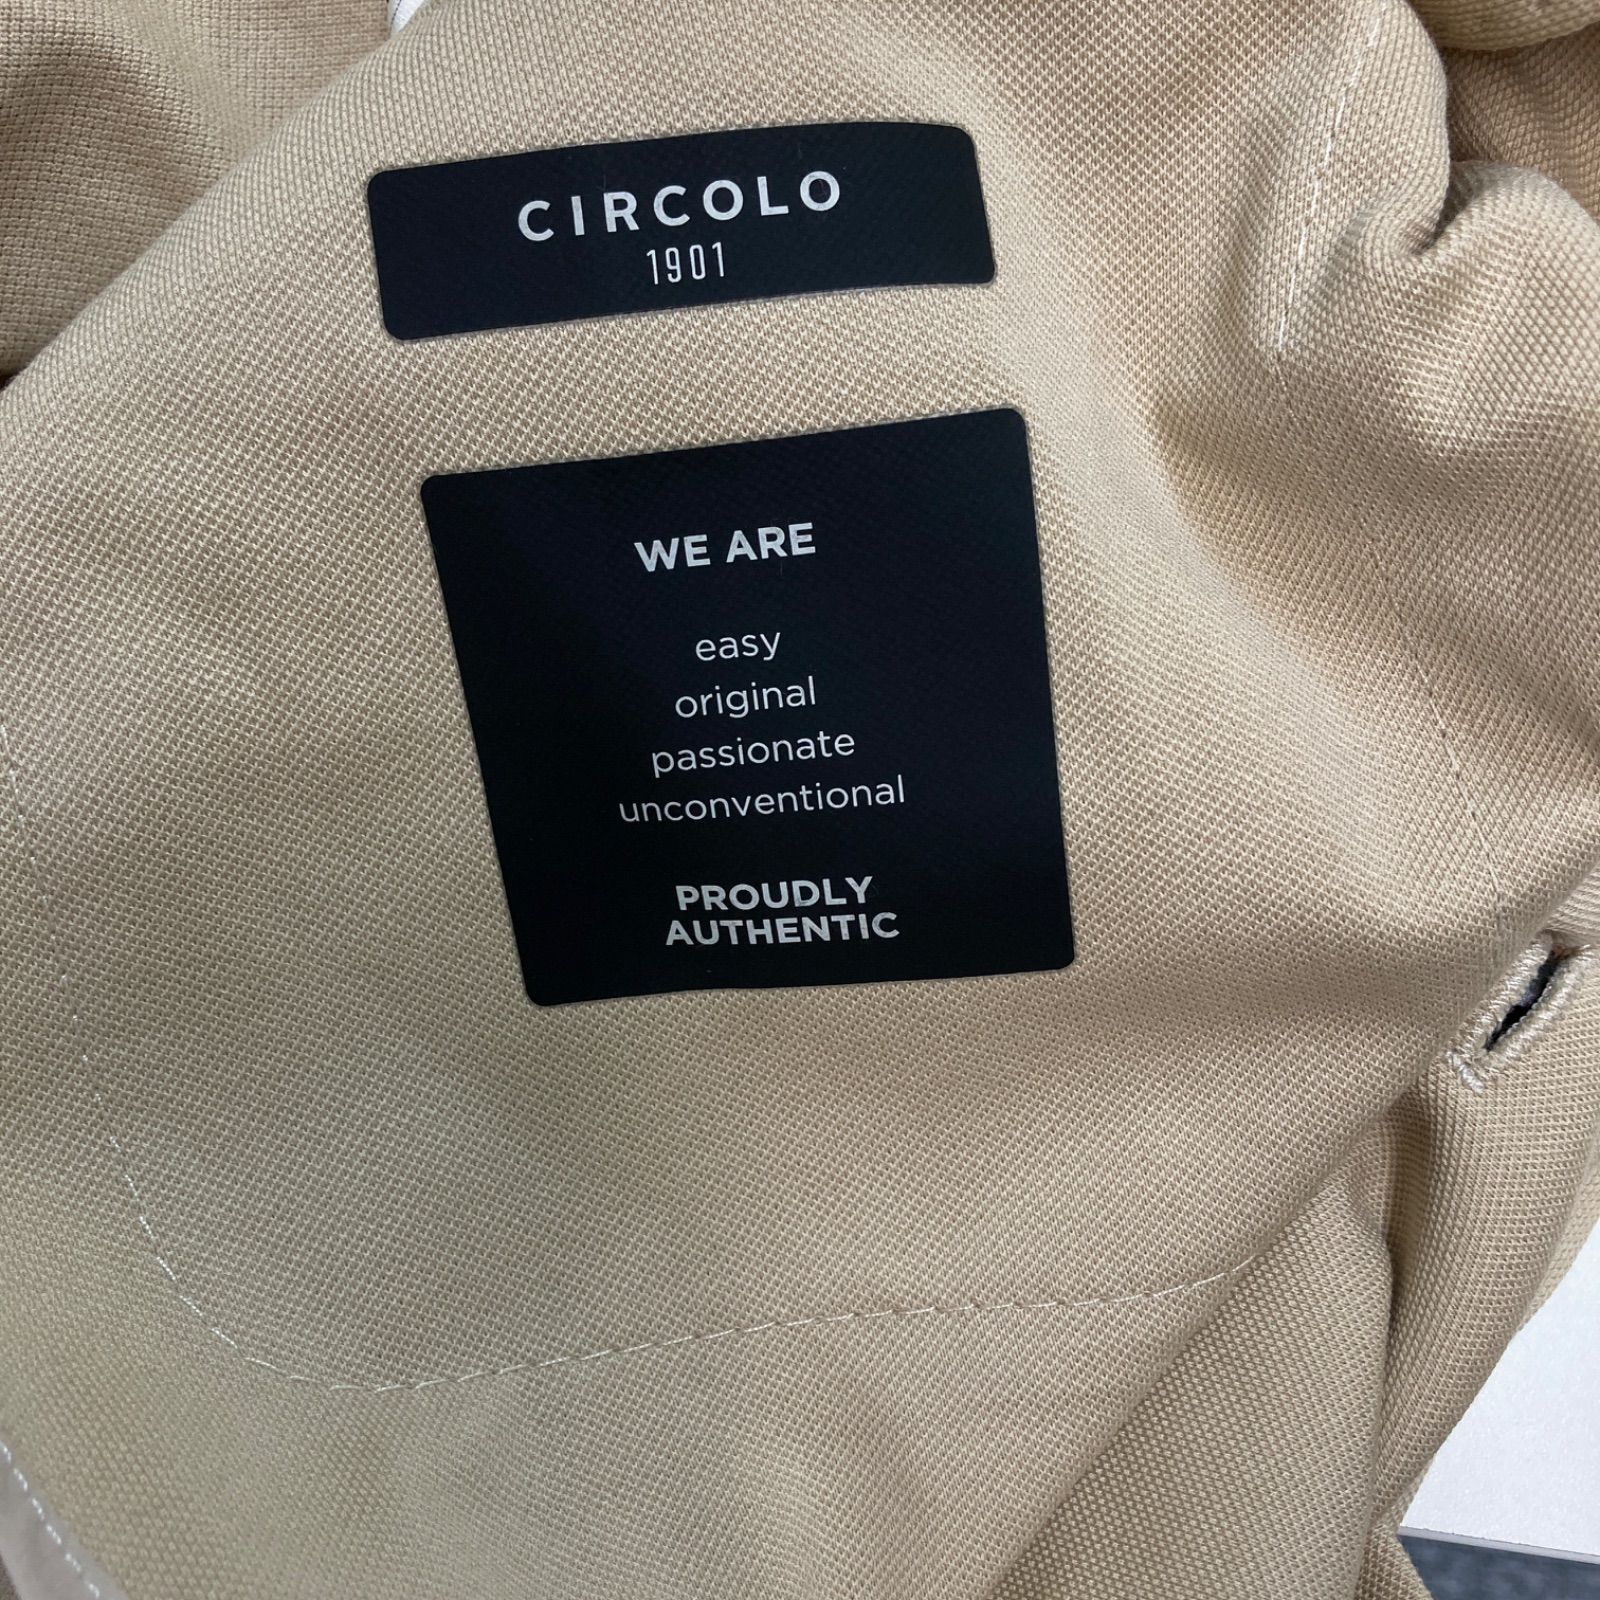 CIRCOLO
1901
WE ARE
easy
original
passionate
unconventional
PROUDLY
AUTHENTIC